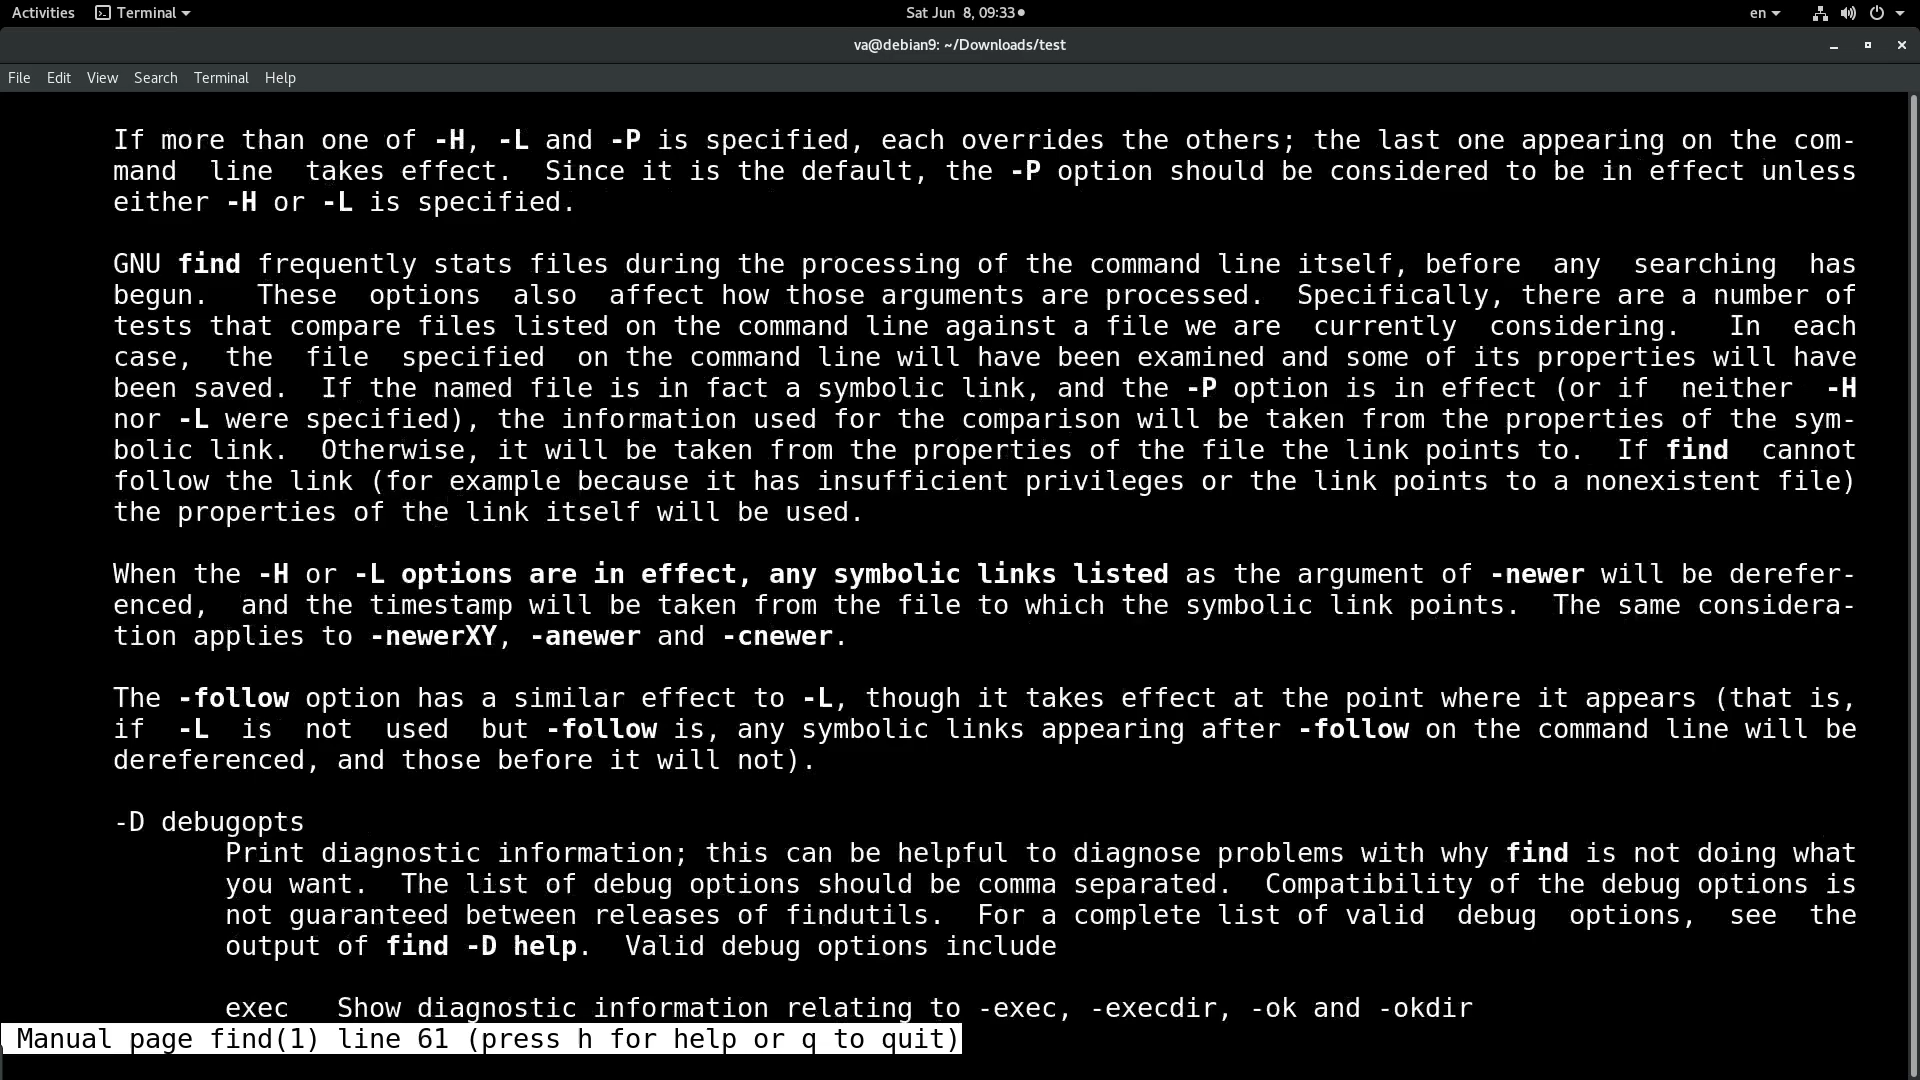 Activities Terminal Sat Jun 8, 09:33 en
va@debian9: ~/Downloads/test
File Edit View Search Terminal Help
If more than one of -H, -L and -P is specified, each overrides the others; the last one appearing on the com-
mand line takes effect. Since it is the default, the -P option should be considered to be in effect unless
either -H or -L is specified.
GNU find frequently stats files during the processing of the command line itself, before any searching has
begun. These options also affect how those arguments are processed. Specifically, there are a number of
tests that compare files listed on the command line against a file we are currently considering. In each
case, the file specified on the command line will have been examined and some of its properties will have
been saved. If the named file is in fact a symbolic link, and the -P option is in effect (or if neither -H
nor -L were specified), the information used for the comparison will be taken from the properties of the sym-
bolic link. Otherwise, it will be taken from the properties of the file the link points to. If find cannot
follow the link (for example because it has insufficient privileges or the link points to a nonexistent file)
the properties of the link itself will be used.
When the -H or -L options are in effect, any symbolic links listed as the argument of -newer will be derefer-
enced, and the timestamp will be taken from the file to which the symbolic link points. The same considera-
tion applies to -newerXY, -anewer and -cnewer.
The -follow option has a similar effect to -L, though it takes effect at the point where it appears (that is,
if -L is not used but -follow is, any symbolic links appearing after -follow on the command line will be
dereferenced, and those before it will not).
-D debugopts
Print diagnostic information; this can be helpful to diagnose problems with why find is not doing what
you want. The list of debug options should be comma separated. Compatibility of the debug options is
not guaranteed between releases of findutils. For a complete list of valid debug options, see the
output of find -D help. Valid debug options include
exec Show diagnostic information relating to -exec, -execdir, -ok and -okdir
Manual page find(1) line 61 (press h for help or q to quit)